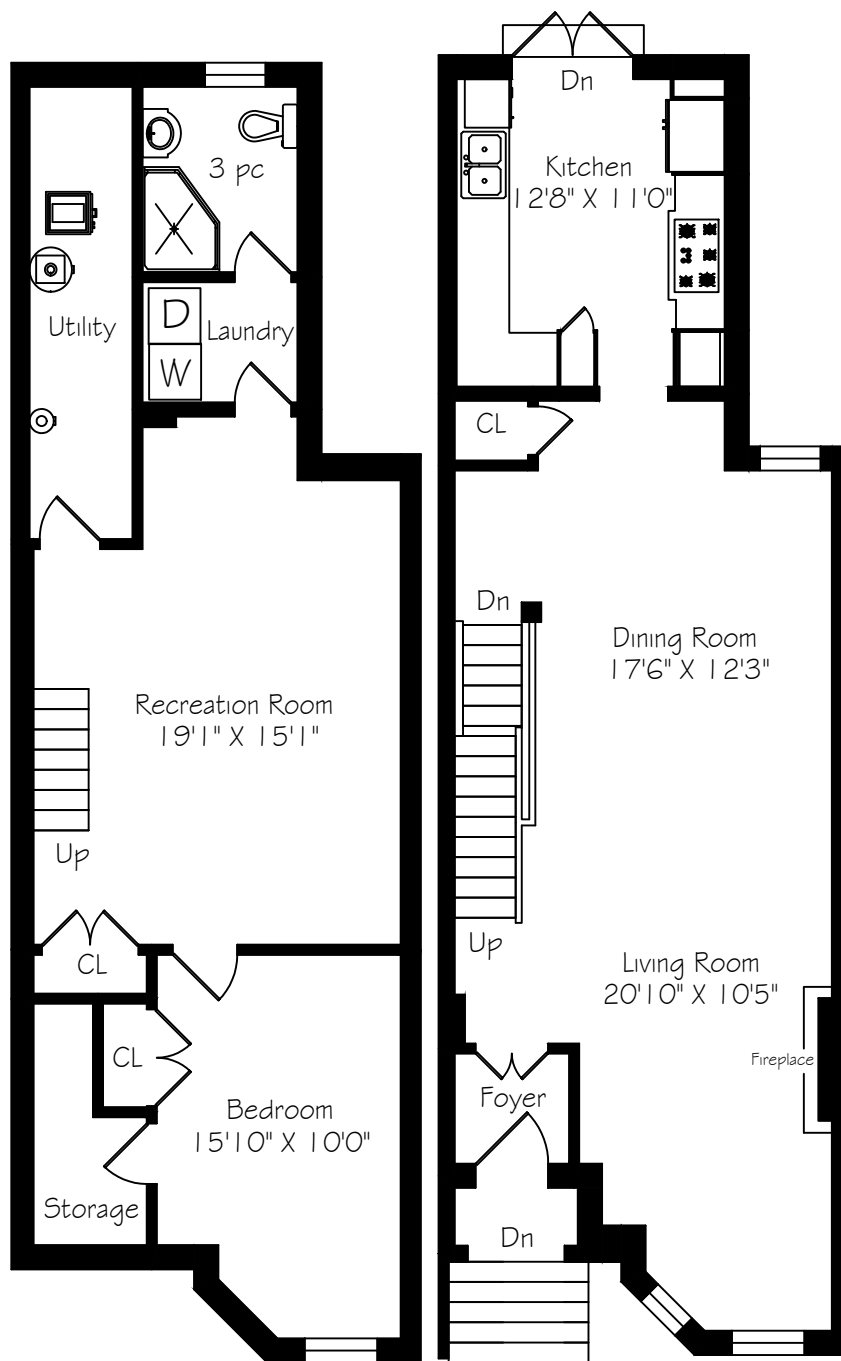 3 pc
Utility
D
Laundry
W
Recreation Room
19'1" X 15'1"
Up
CL
CL
Bedroom
15'10" X 10'0"
Storage
Dn
Kitchen
12'8" X 11'0"
CL
Dn
Dining Room
17'6" X 12'3"
Up
Living Room
20'10" X 10'5"
Fireplace
Foyer
Dn